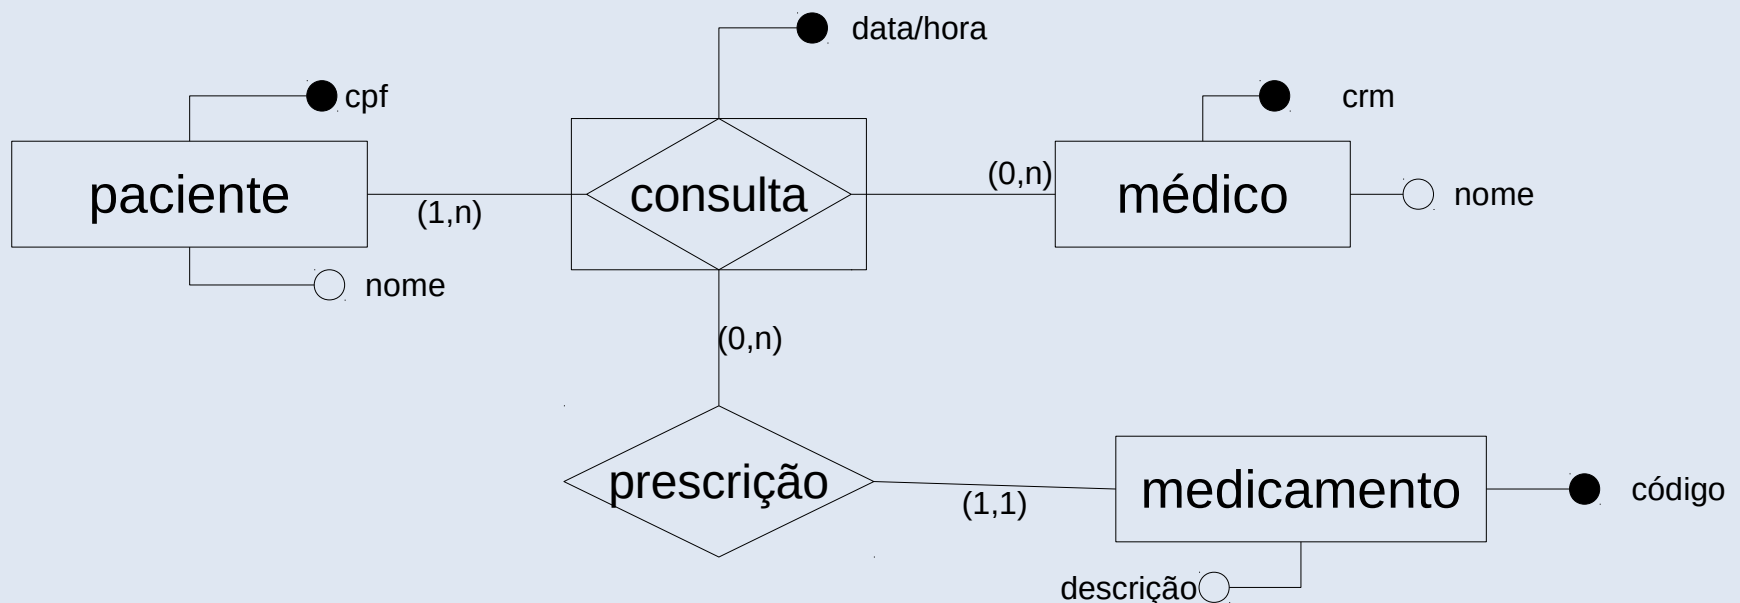 data/hora
cpf
crm
paciente
(1,n)
consulta
(0,n)
médico
nome
nome
(0,n)
prescrição
(1,1)
medicamento
código
descrição